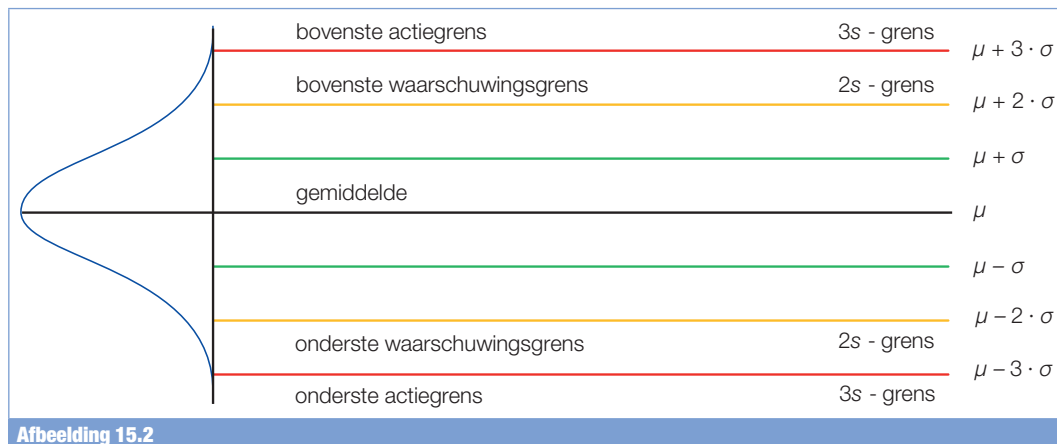 bovenste actiegrens 3s - grens μ + 3 · σ
bovenste waarschuwingsgrens 2s - grens μ + 2 · σ
μ + σ
gemiddelde μ
μ – σ
μ – 2 · σ
onderste waarschuwingsgrens 2s - grens
μ – 3 · σ
onderste actiegrens 3s - grens
Afbeelding 15.2